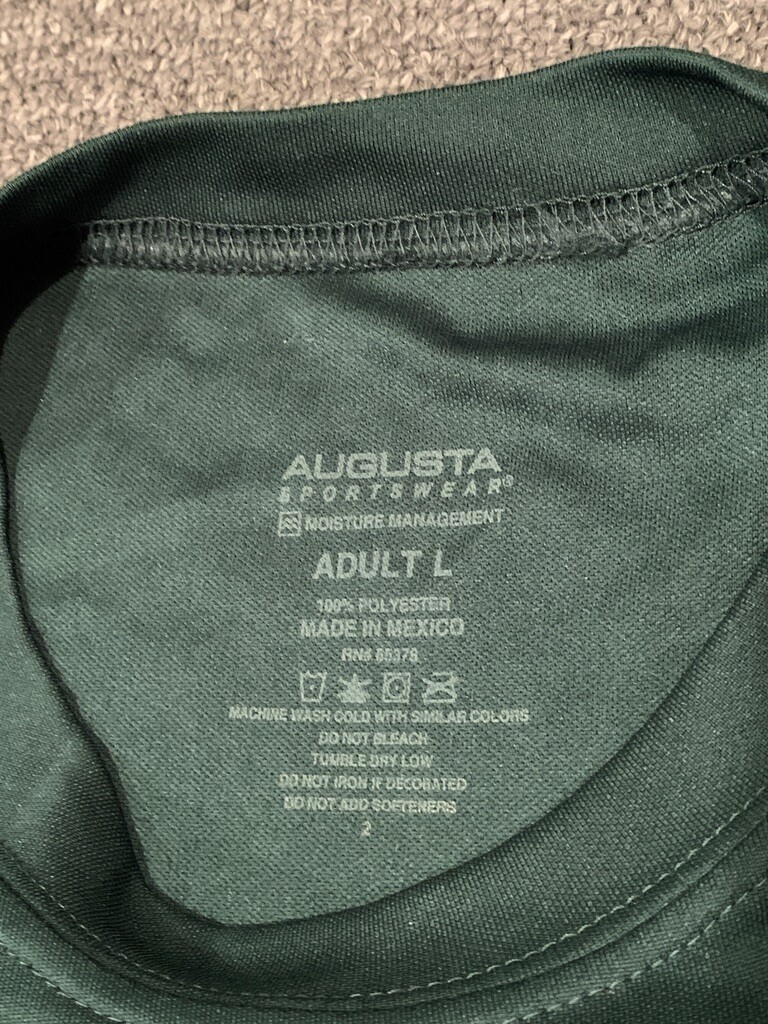 AUGUSTA
SPORTSWEAR®
MOISTURE MANAGEMENT
ADULT L
100% POLYESTER
MADE IN MEXICO
RN# 65378
MACHINE WASH COLD WITH SIMILAR COLORS
DO NOT BLEACH
TUMBLE DRY LOW
DO NOT IRON IF DECORATED
DO NOT ADD SOFTENERS
2